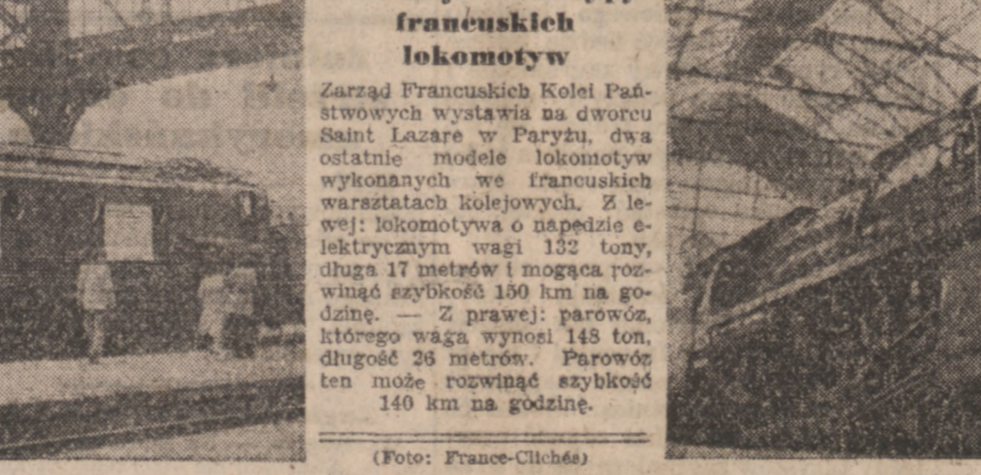 francuskich
lokomotyw
Zarząd Francuskich Kolei Pań-
stwowych wystawia na dworcu
Saint Lazare w Paryżu, dwa
ostatnie modele lokomotyw
wykonanych we francuskich
warsztatach kolejowych. Z le-
wej: lokomotywa o napędzie e-
lektrycznym wagi 132 tony,
długa 17 metrów i mogąca roz-
winąć szybkość 150 km na go-
dzinę. — Z prawej: parowóz,
którego waga wynosi 148 ton,
długość 26 metrów. Parowóz
ten może rozwinąć szybkość
140 km na godzinę.
(Foto: France-Clichés)